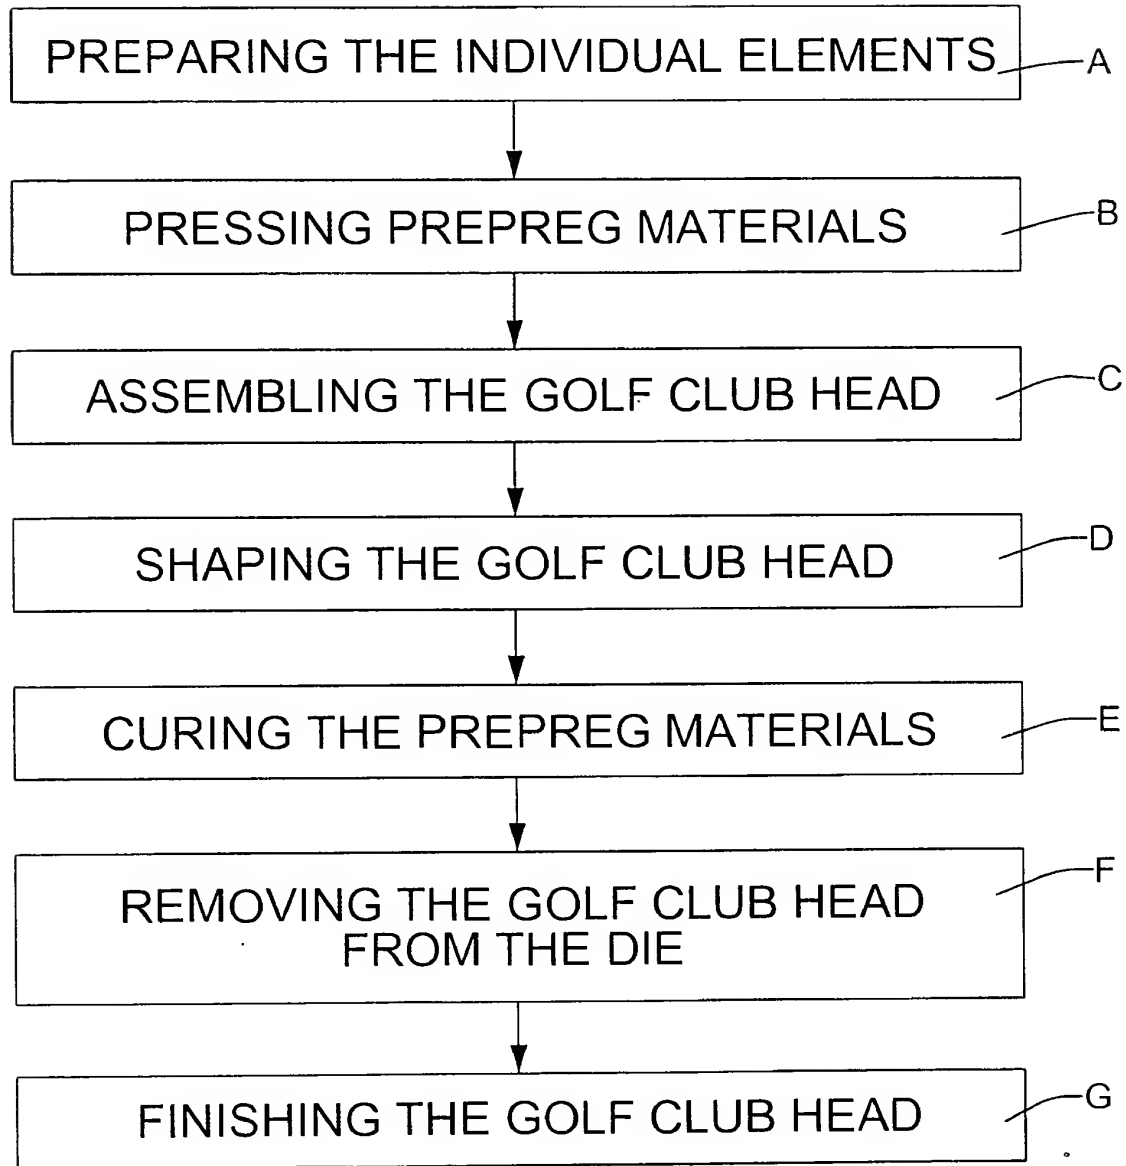 PREPARING THE INDIVIDUAL ELEMENTS
A
PRESSING PREPREG MATERIALS
B
ASSEMBLING THE GOLF CLUB HEAD
C
SHAPING THE GOLF CLUB HEAD
D
CURING THE PREPREG MATERIALS
E
REMOVING THE GOLF CLUB HEAD
FROM THE DIE
F
FINISHING THE GOLF CLUB HEAD
G